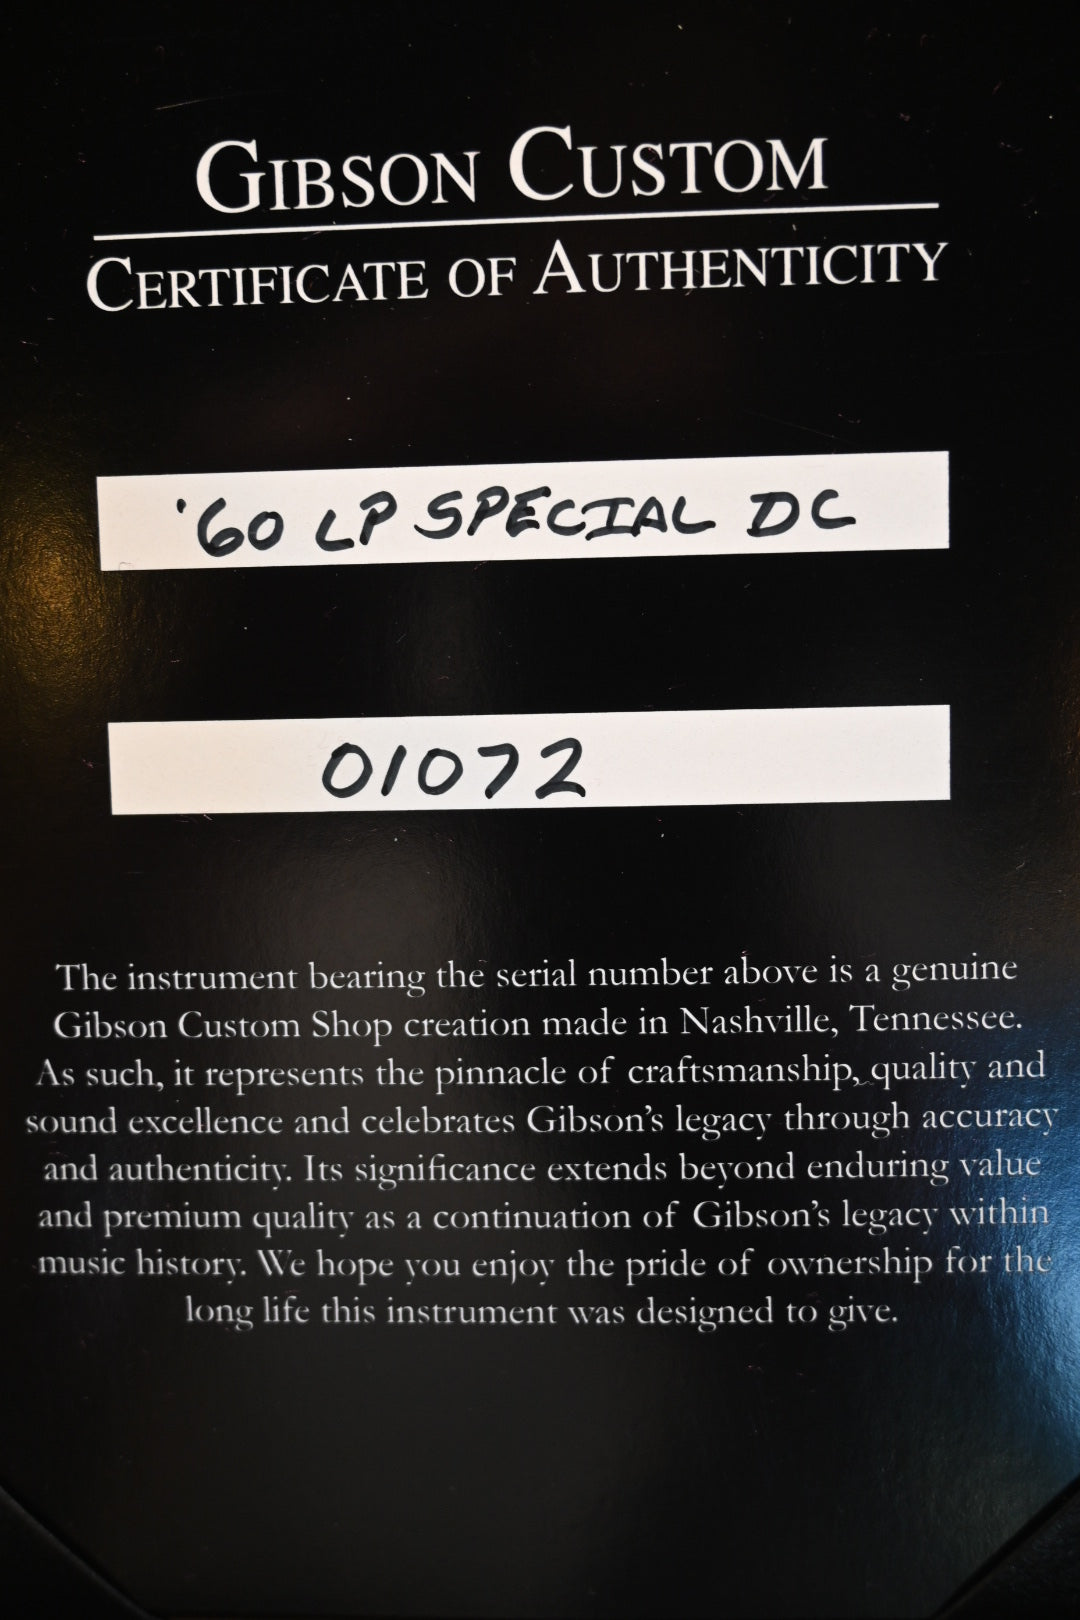 GIBSON CUSTOM
CERTIFICATE OF AUTHENTICITY
'60 LP SPECIAL DC
01072
The instrument bearing the serial number above is a genuine
Gibson Custom Shop creation made in Nashville, Tennessee.
As such, it represents the pinnacle of craftsmanship, quality and
sound excellence and celebrates Gibson's legacy through accuracy
and authenticity. Its significance extends beyond enduring value
and premium quality as a continuation of Gibson's legacy within
music history. We hope you enjoy the pride of ownership for the
long life this instrument was designed to give.